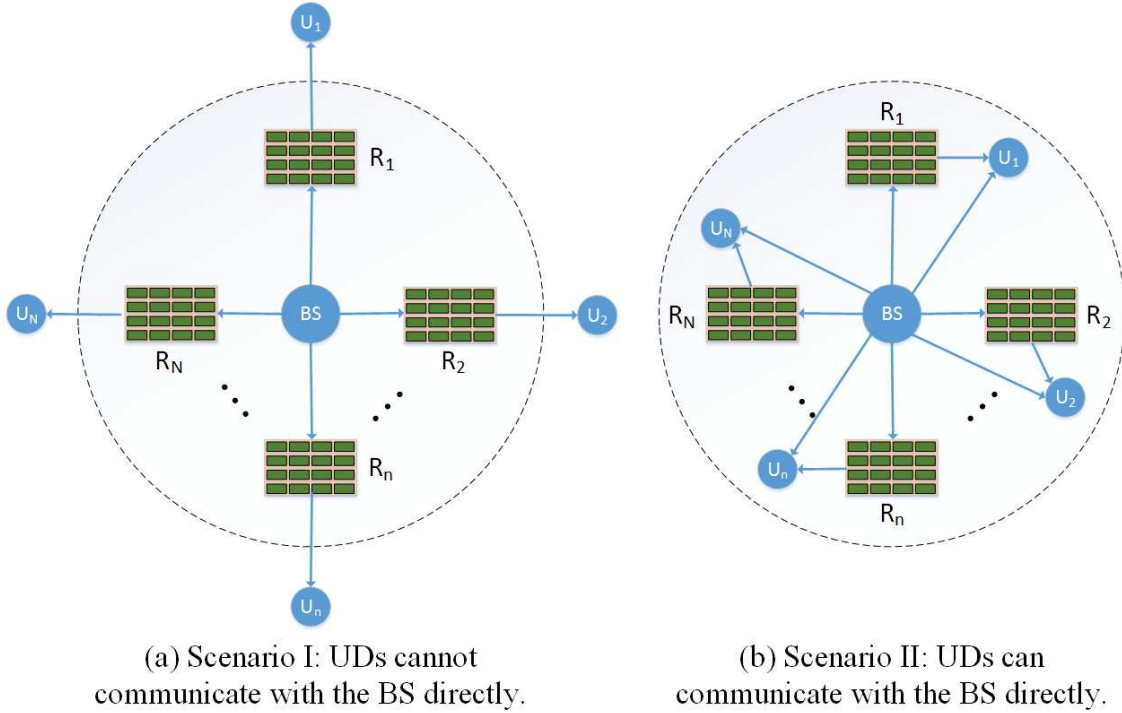 U1
R1
UN
BS
U2
RN
R2
Rn
Un
(a) Scenario I: UDs cannot
communicate with the BS directly.
R1
U1
UN
RN
BS
R2
U2
Un
Rn
(b) Scenario II: UDs can
communicate with the BS directly.